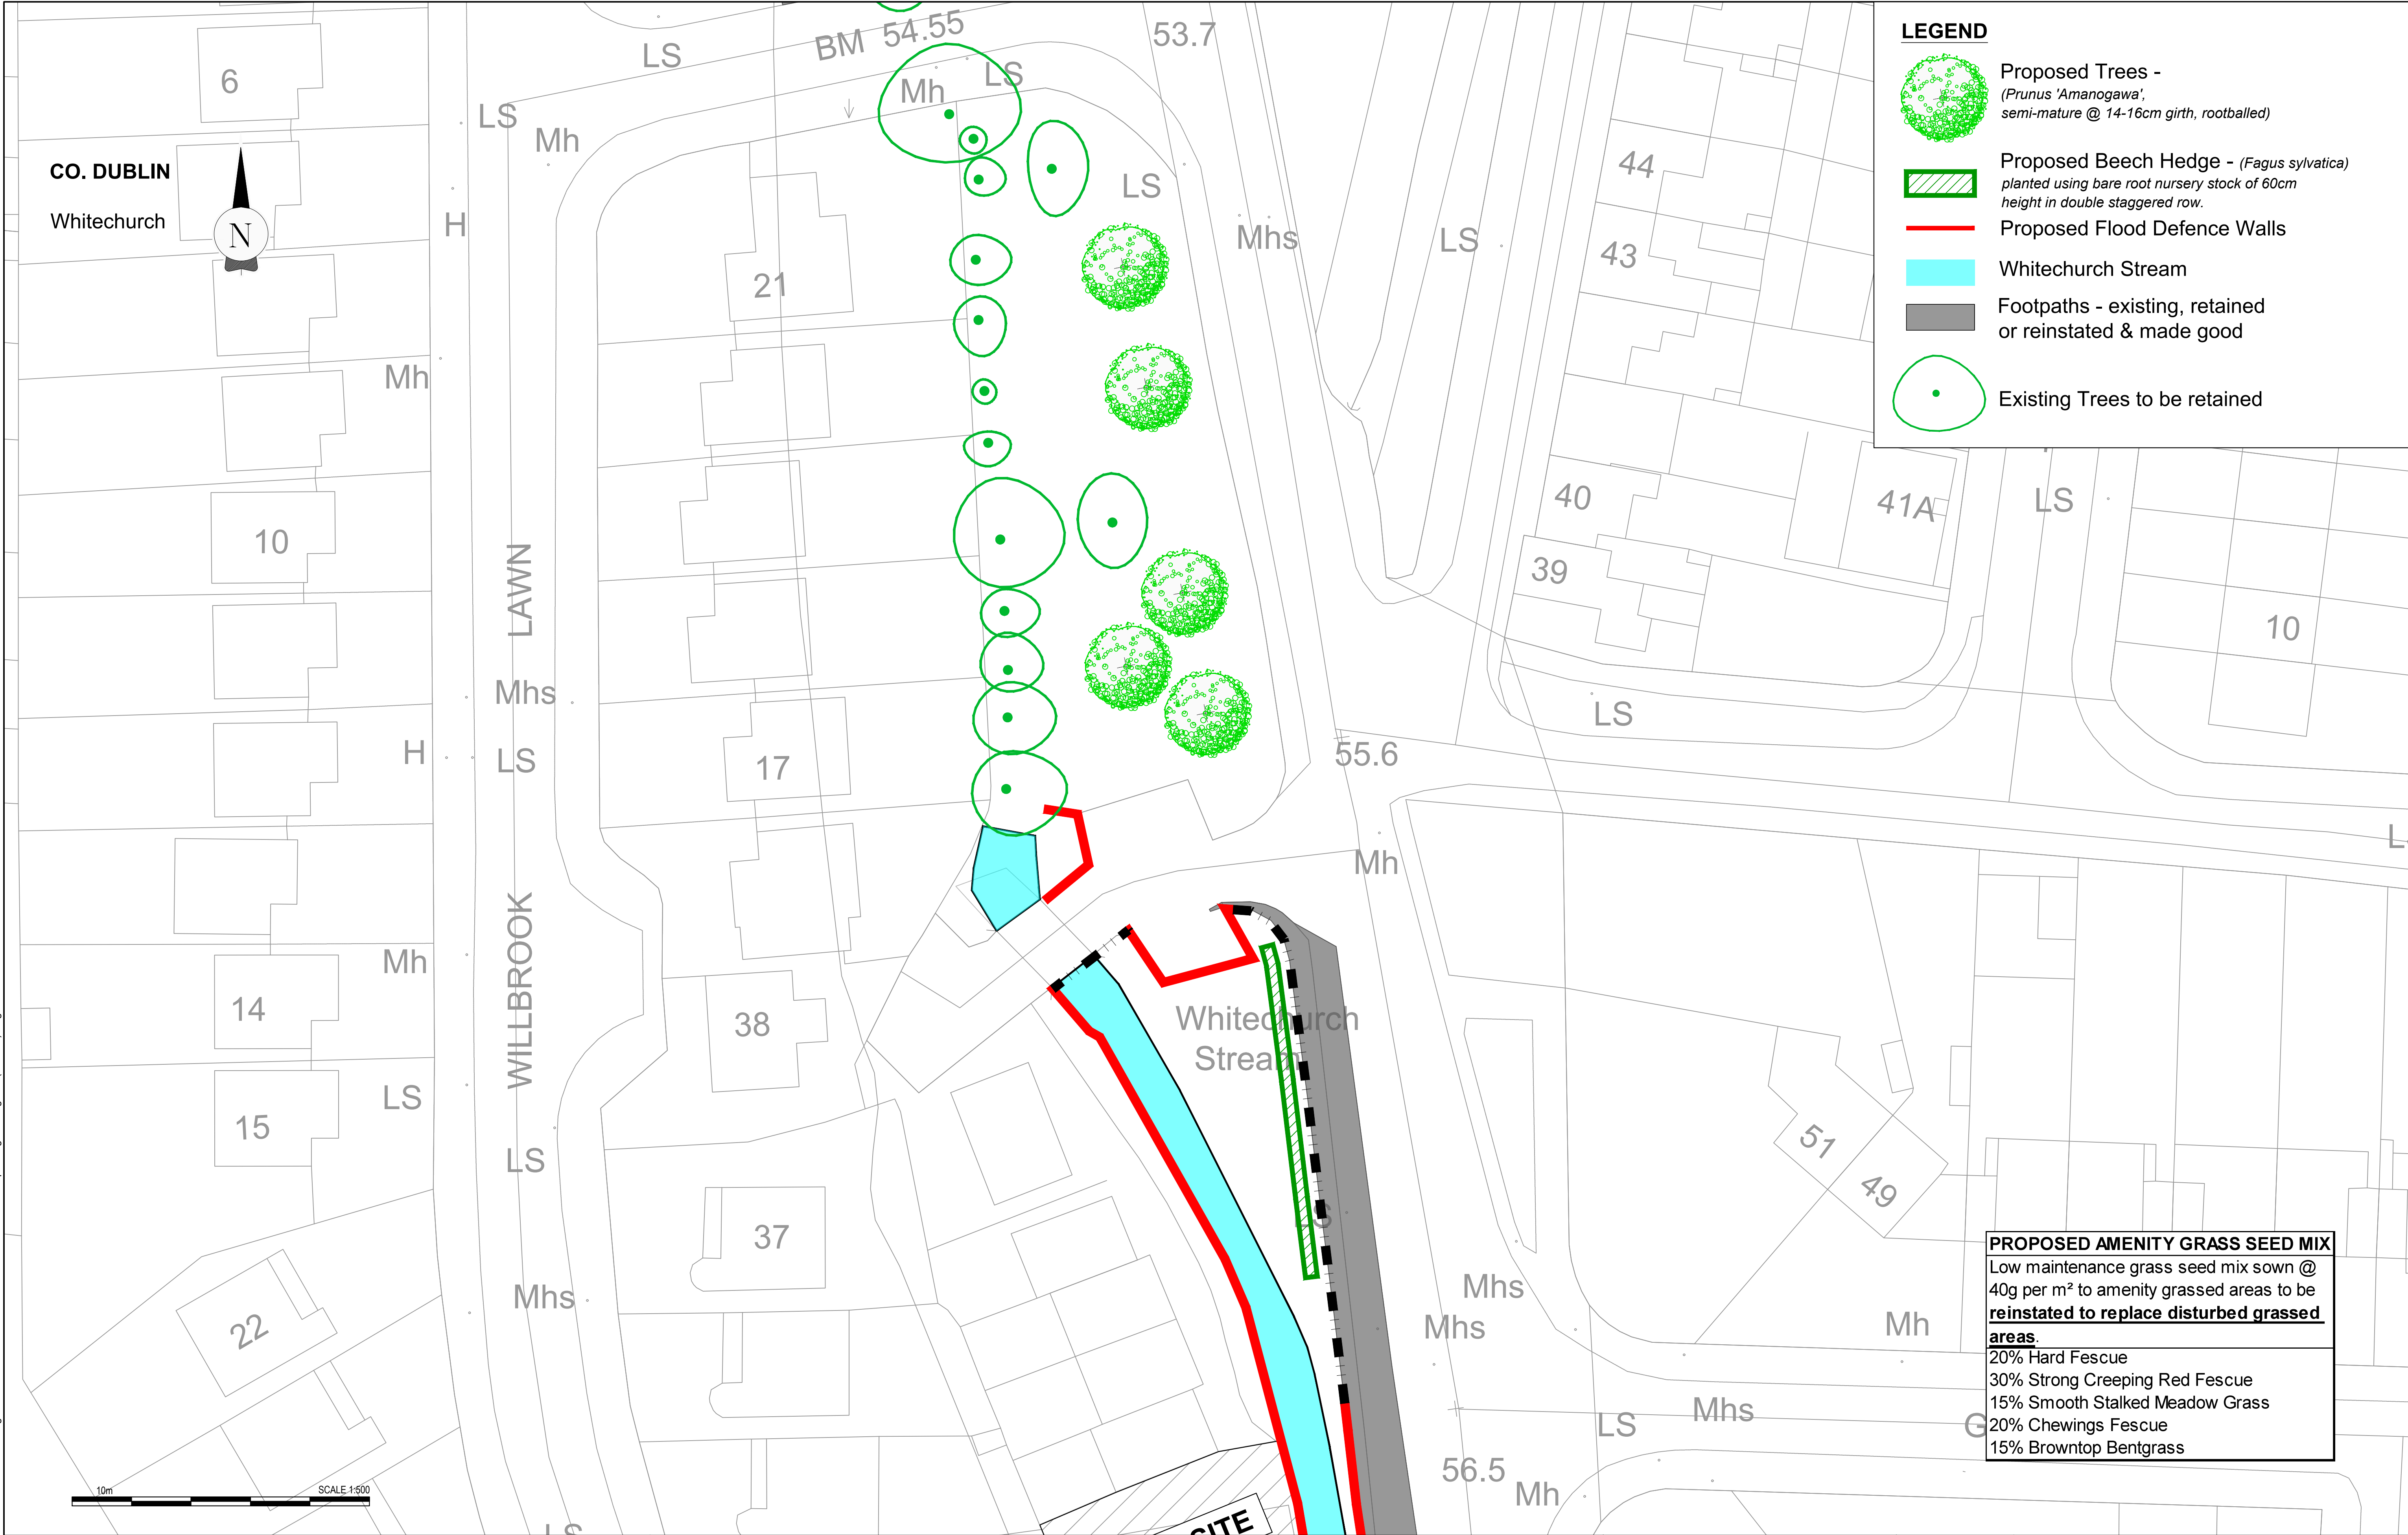 LEGEND
Proposed Trees -
(Prunus 'Amanogawa',
semi-mature @ 14-16cm girth, rootballed)
Proposed Beech Hedge - (Fagus sylvatica)
planted using bare root nursery stock of 60cm
height in double staggered row.
Proposed Flood Defence Walls
Whitechurch Stream
Footpaths - existing, retained
or reinstated & made good
Existing Trees to be retained
CO. DUBLIN
Whitechurch
N
BM 54.55
53.7
LS
LS
Mh
6
LS
Mh
LS
44
H
Mhs
LS
43
21
Mh
40
41A
LS
10
39
LAWN
10
Mhs
LS
H
LS
17
55.6
Mh
L
WILLBROOK
Mh
14
38
Whitechurch
Stream
LS
15
51
49
LS
LS
37
Mhs
Mhs
22
Mhs
Mh
LS
Mhs
G
56.5
Mh
LS
SITE
10m
SCALE 1:500
PROPOSED AMENITY GRASS SEED MIX
Low maintenance grass seed mix sown @
40g per m² to amenity grassed areas to be
reinstated to replace disturbed grassed
areas.
20% Hard Fescue
30% Strong Creeping Red Fescue
15% Smooth Stalked Meadow Grass
20% Chewings Fescue
15% Browntop Bentgrass